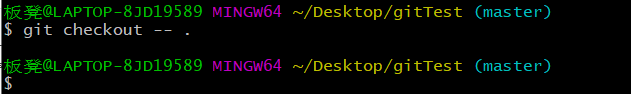 板凳@LAPTOP-8JD19589 MINGW64 ~/Desktop/gitTest (master)
$ git checkout -- .
板凳@LAPTOP-8JD19589 MINGW64 ~/Desktop/gitTest (master)
$